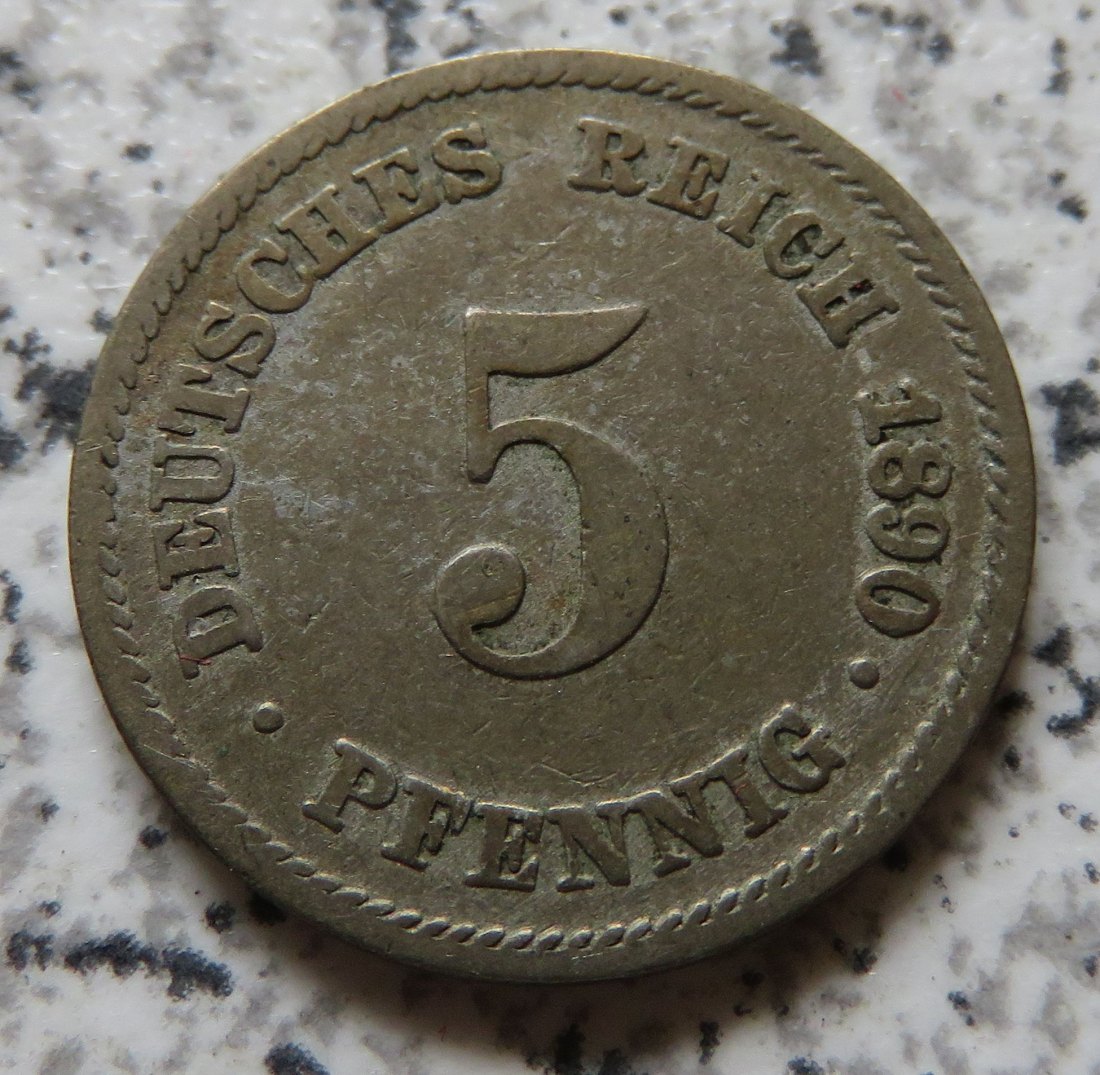 DEUTSCHES REICH 1890
5
· PFENNIG ·